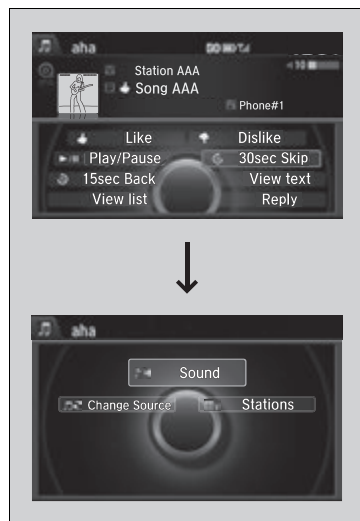 aha
Station AAA
Song AAA
Phone#1
Like Dislike
Play/Pause 30sec Skip
15sec Back View text
View list Reply
aha
Sound
Change Source Stations